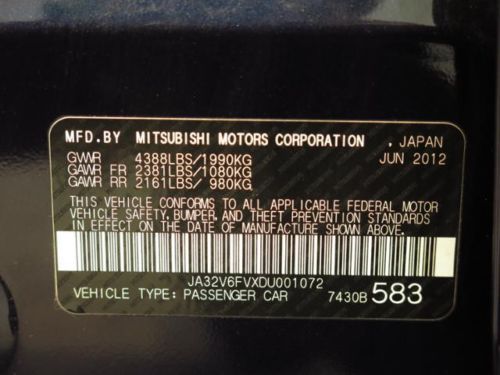 MFD.BY MITSUBISHI MOTORS CORPORATION . JAPAN
GVWR 4388LBS/1990KG JUN 2012
GAWR FR 2381LBS/1080KG
GAWR RR 2161LBS/ 980KG
THIS VEHICLE CONFORMS TO ALL APPLICABLE FEDERAL MOTOR
VEHICLE SAFETY, BUMPER, AND THEFT PREVENTION STANDARDS
IN EFFECT ON THE DATE OF MANUFACTURE SHOWN ABOVE.
JA32V6FVXDU001072
VEHICLE TYPE: PASSENGER CAR 7430B 583